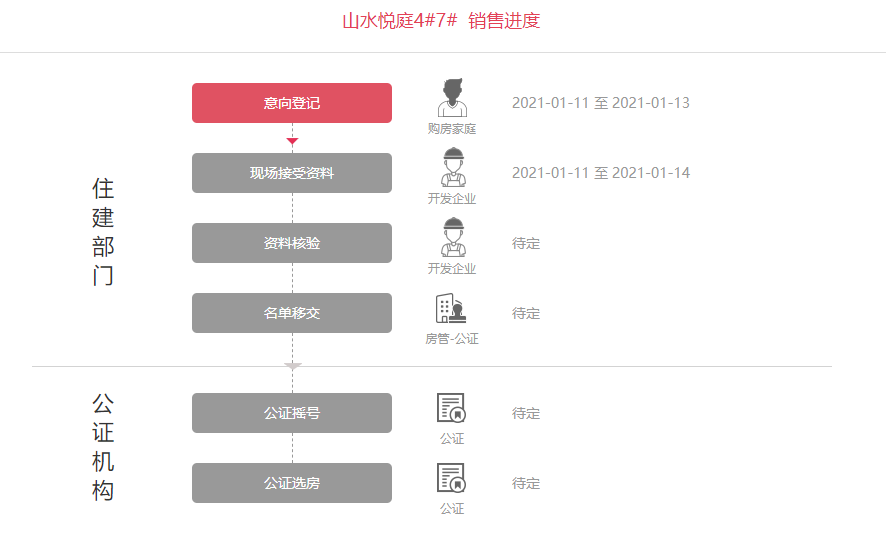 山水悦庭4#7# 销售进度
住建部门
意向登记
购房家庭
2021-01-11 至 2021-01-13
现场接受资料
开发企业
2021-01-11 至 2021-01-14
资料核验
开发企业
待定
名单移交
房管-公证
待定
公证机构
公证摇号
公证
待定
公证选房
公证
待定